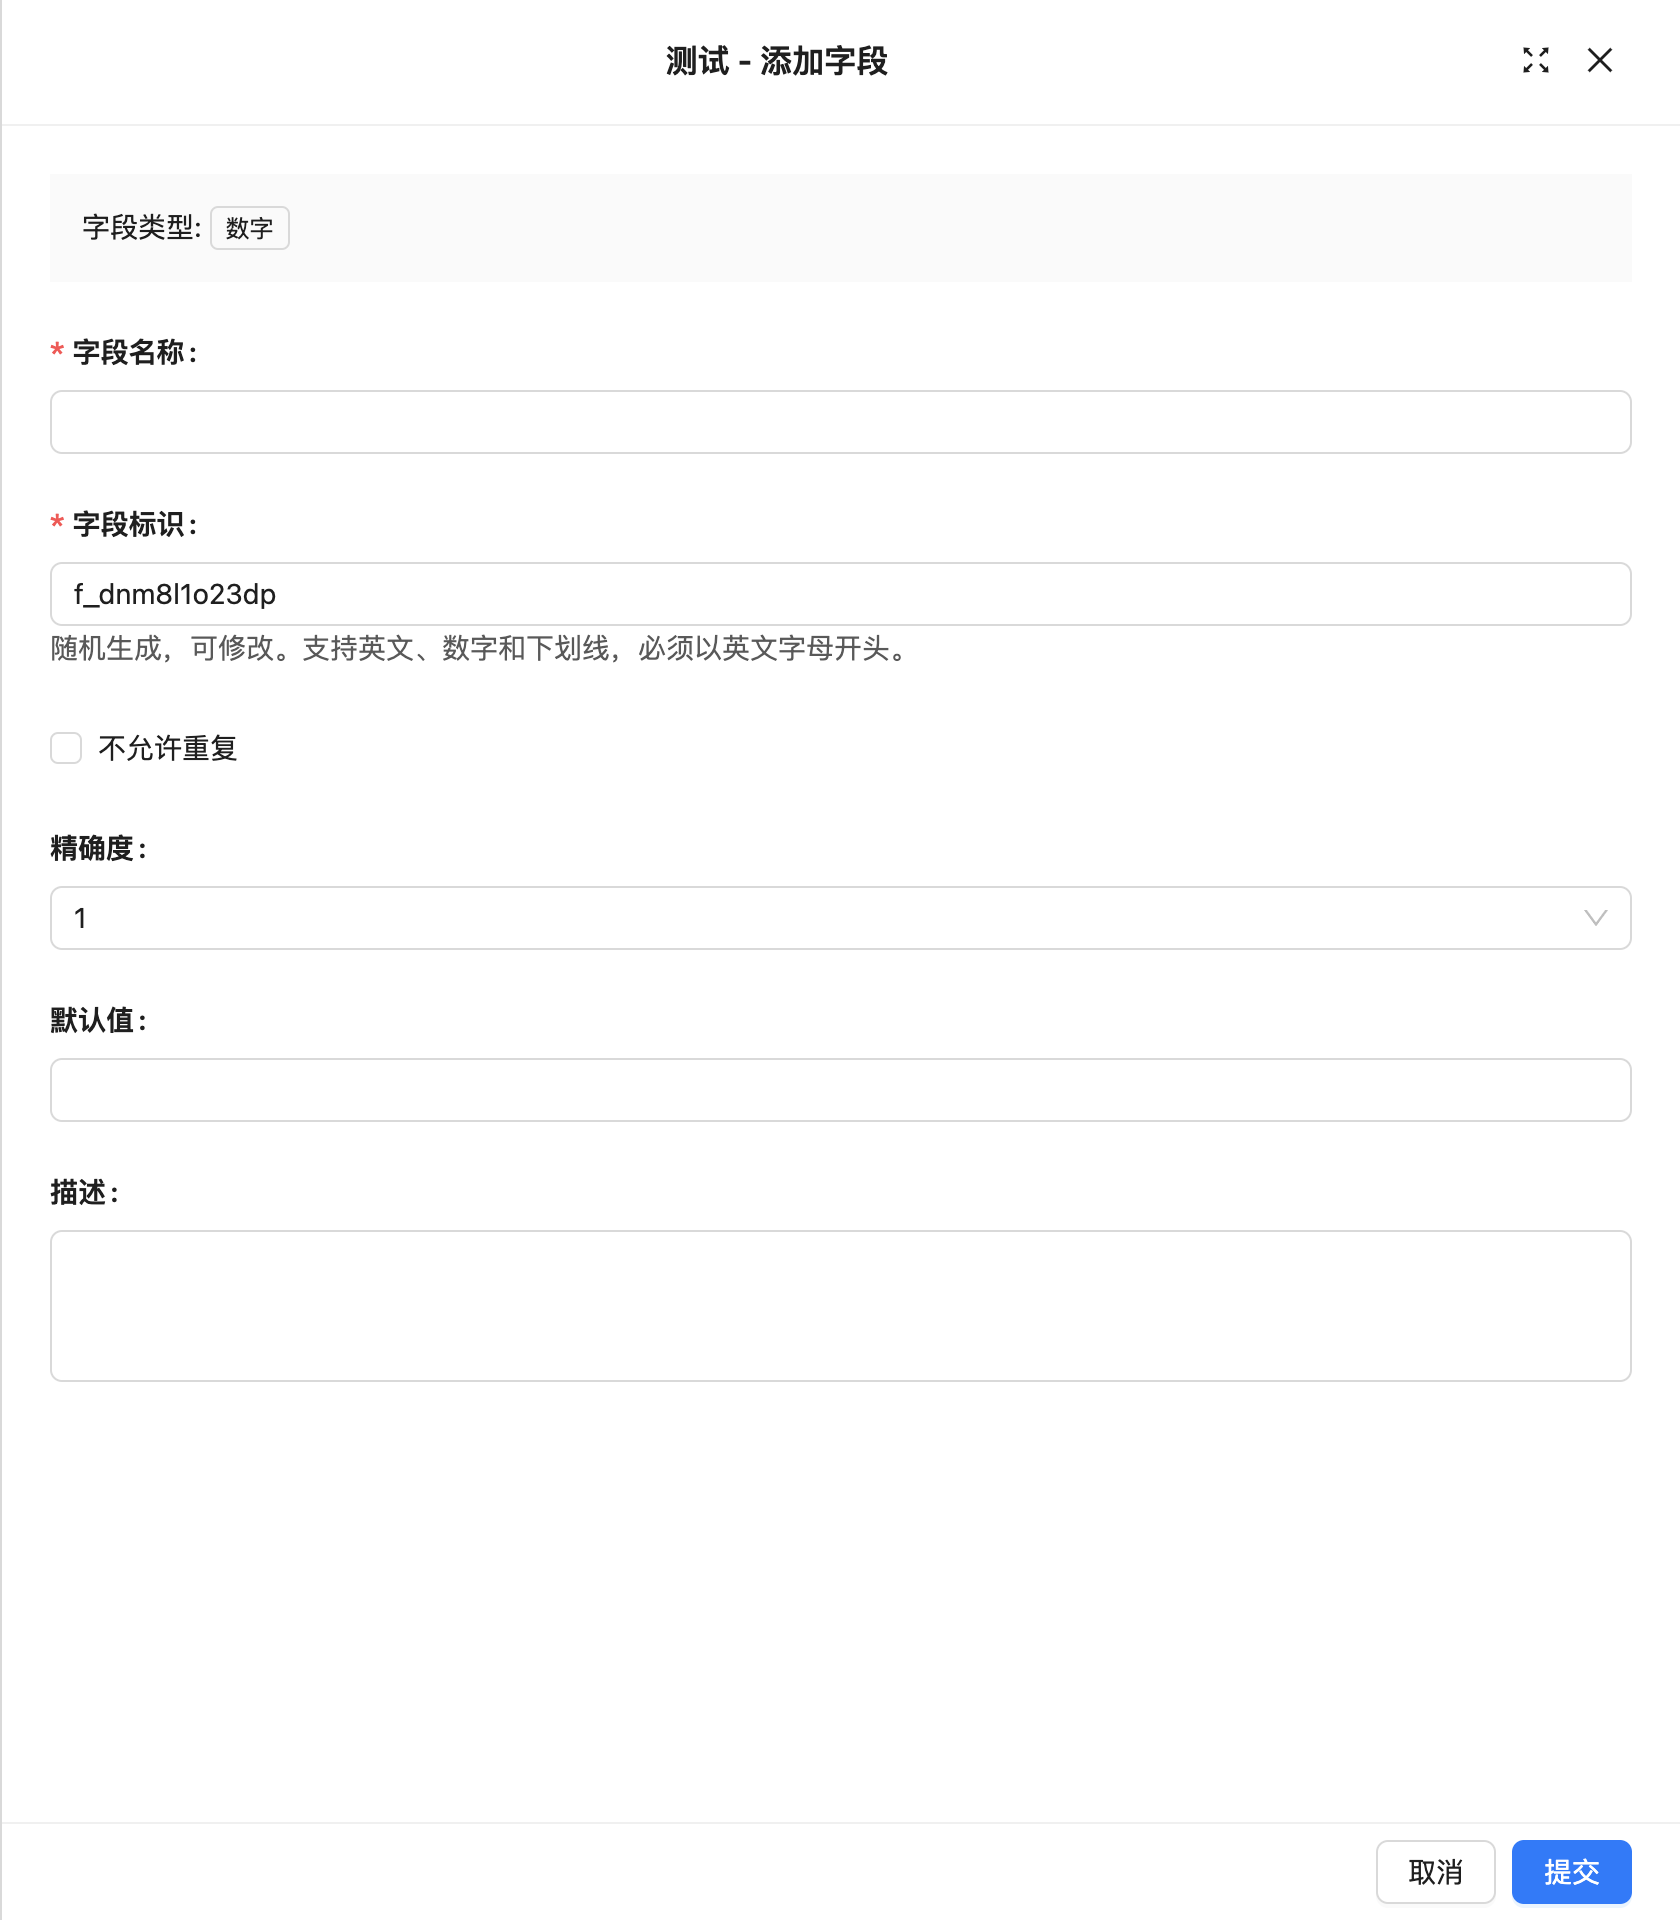 测试 - 添加字段
字段类型: 数字
* 字段名称:
* 字段标识:
f_dnm8l1o23dp
随机生成，可修改。支持英文、数字和下划线，必须以英文字母开头。
不允许重复
精确度:
1
默认值:
描述:
取消 提交